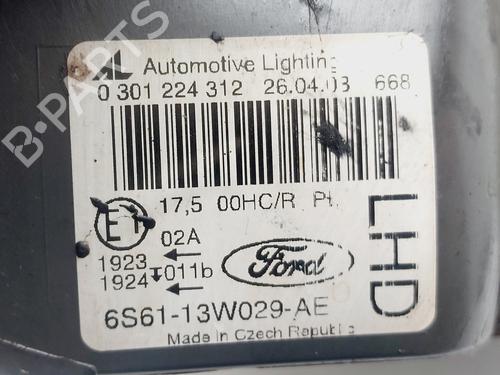 AL Automotive Lighting
0 301 224 312 26.04.08 668
17,5 00HC/R PL
E1
02A
1923 ←
1924 011b ←
Ford
LHD
6S61-13W029-AE
Made in Czech Republic
B-PARTS